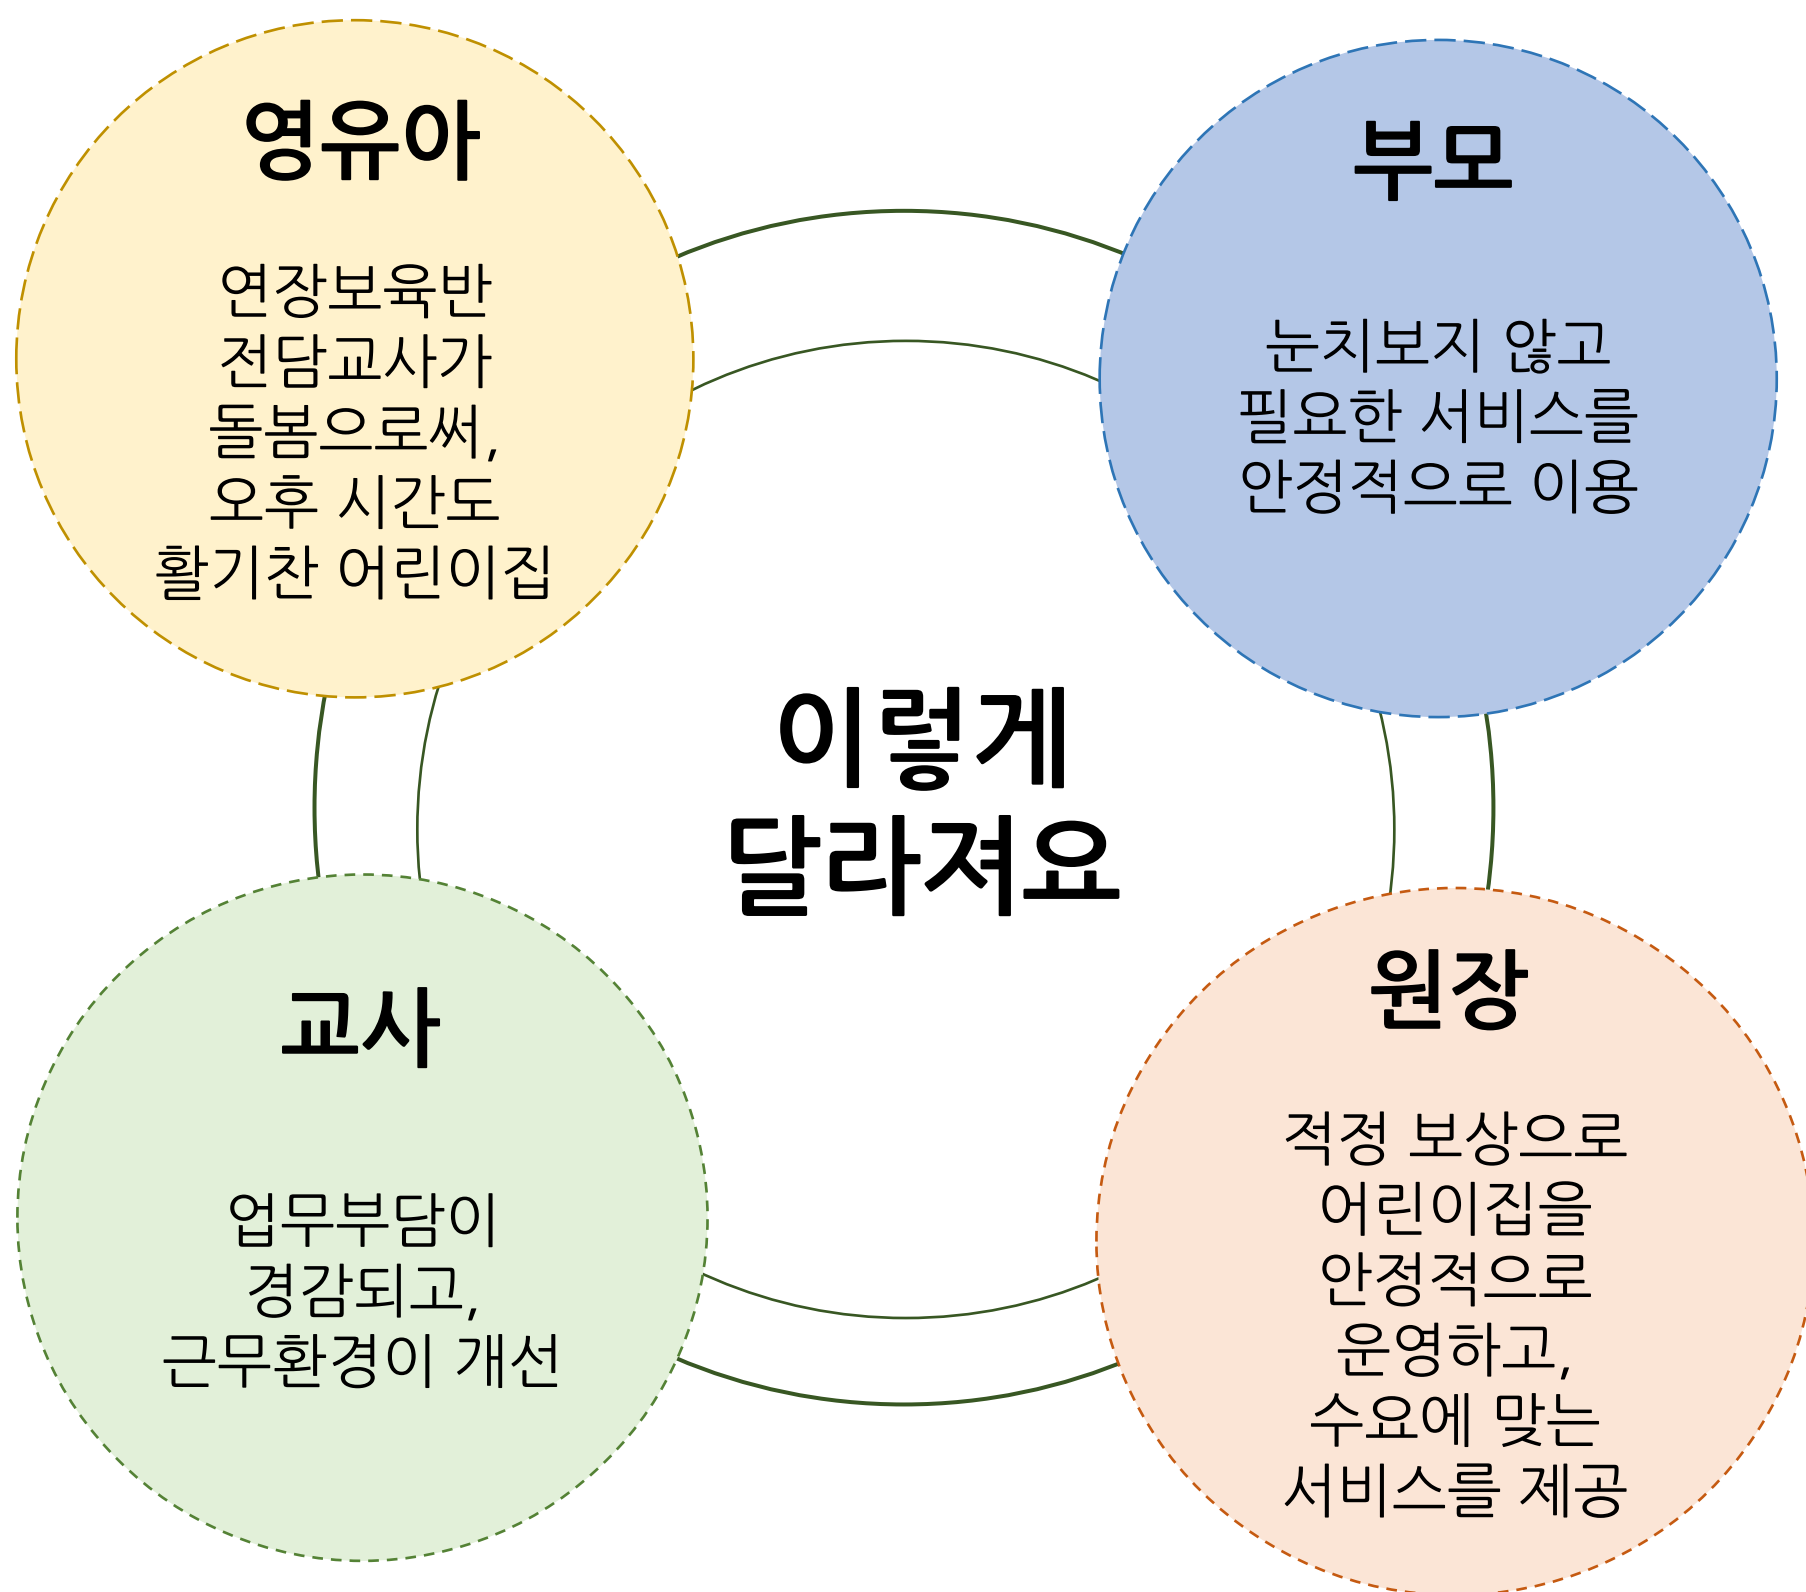 영유아
연장보육반
전담교사가
돌봄으로써,
오후 시간도
활기찬 어린이집
부모
눈치보지 않고
필요한 서비스를
안정적으로 이용
이렇게
달라져요
교사
업무부담이
경감되고,
근무환경이 개선
원장
적정 보상으로
어린이집을
안정적으로
운영하고,
수요에 맞는
서비스를 제공